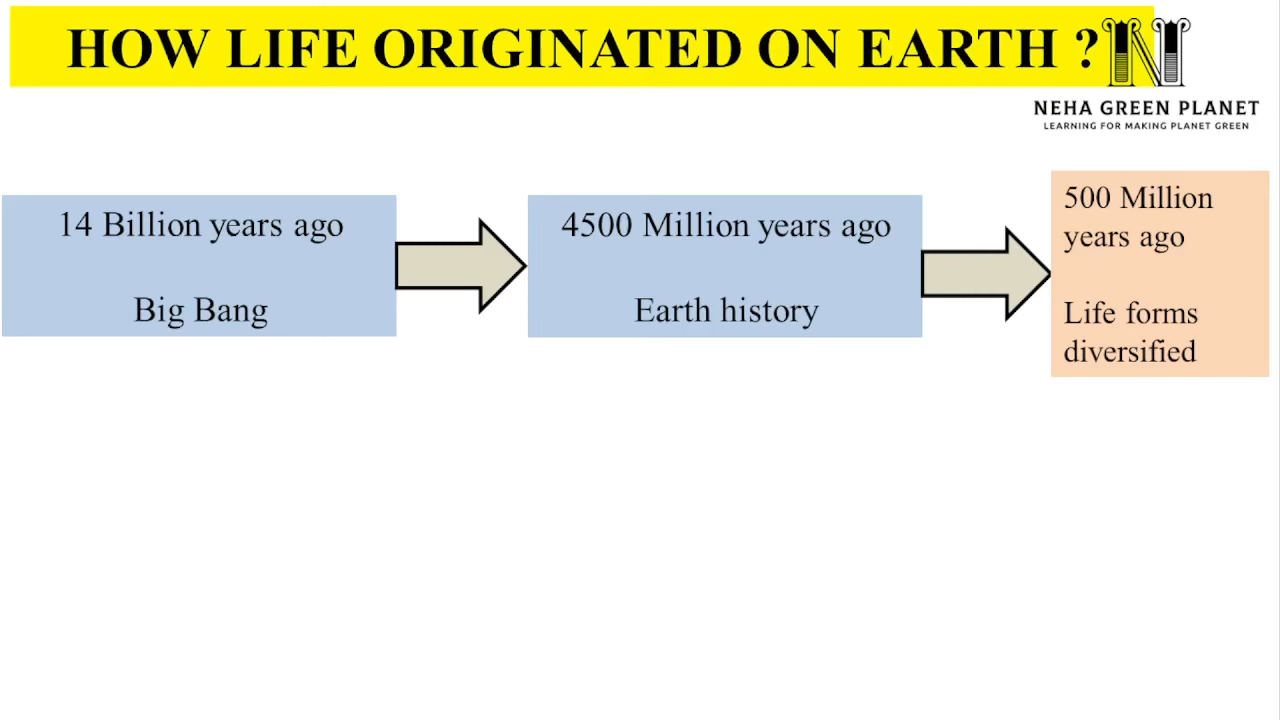 HOW LIFE ORIGINATED ON EARTH ?
NEHA GREEN PLANET
LEARNING FOR MAKING PLANET GREEN
14 Billion years ago
Big Bang
4500 Million years ago
Earth history
500 Million
years ago
Life forms
diversified